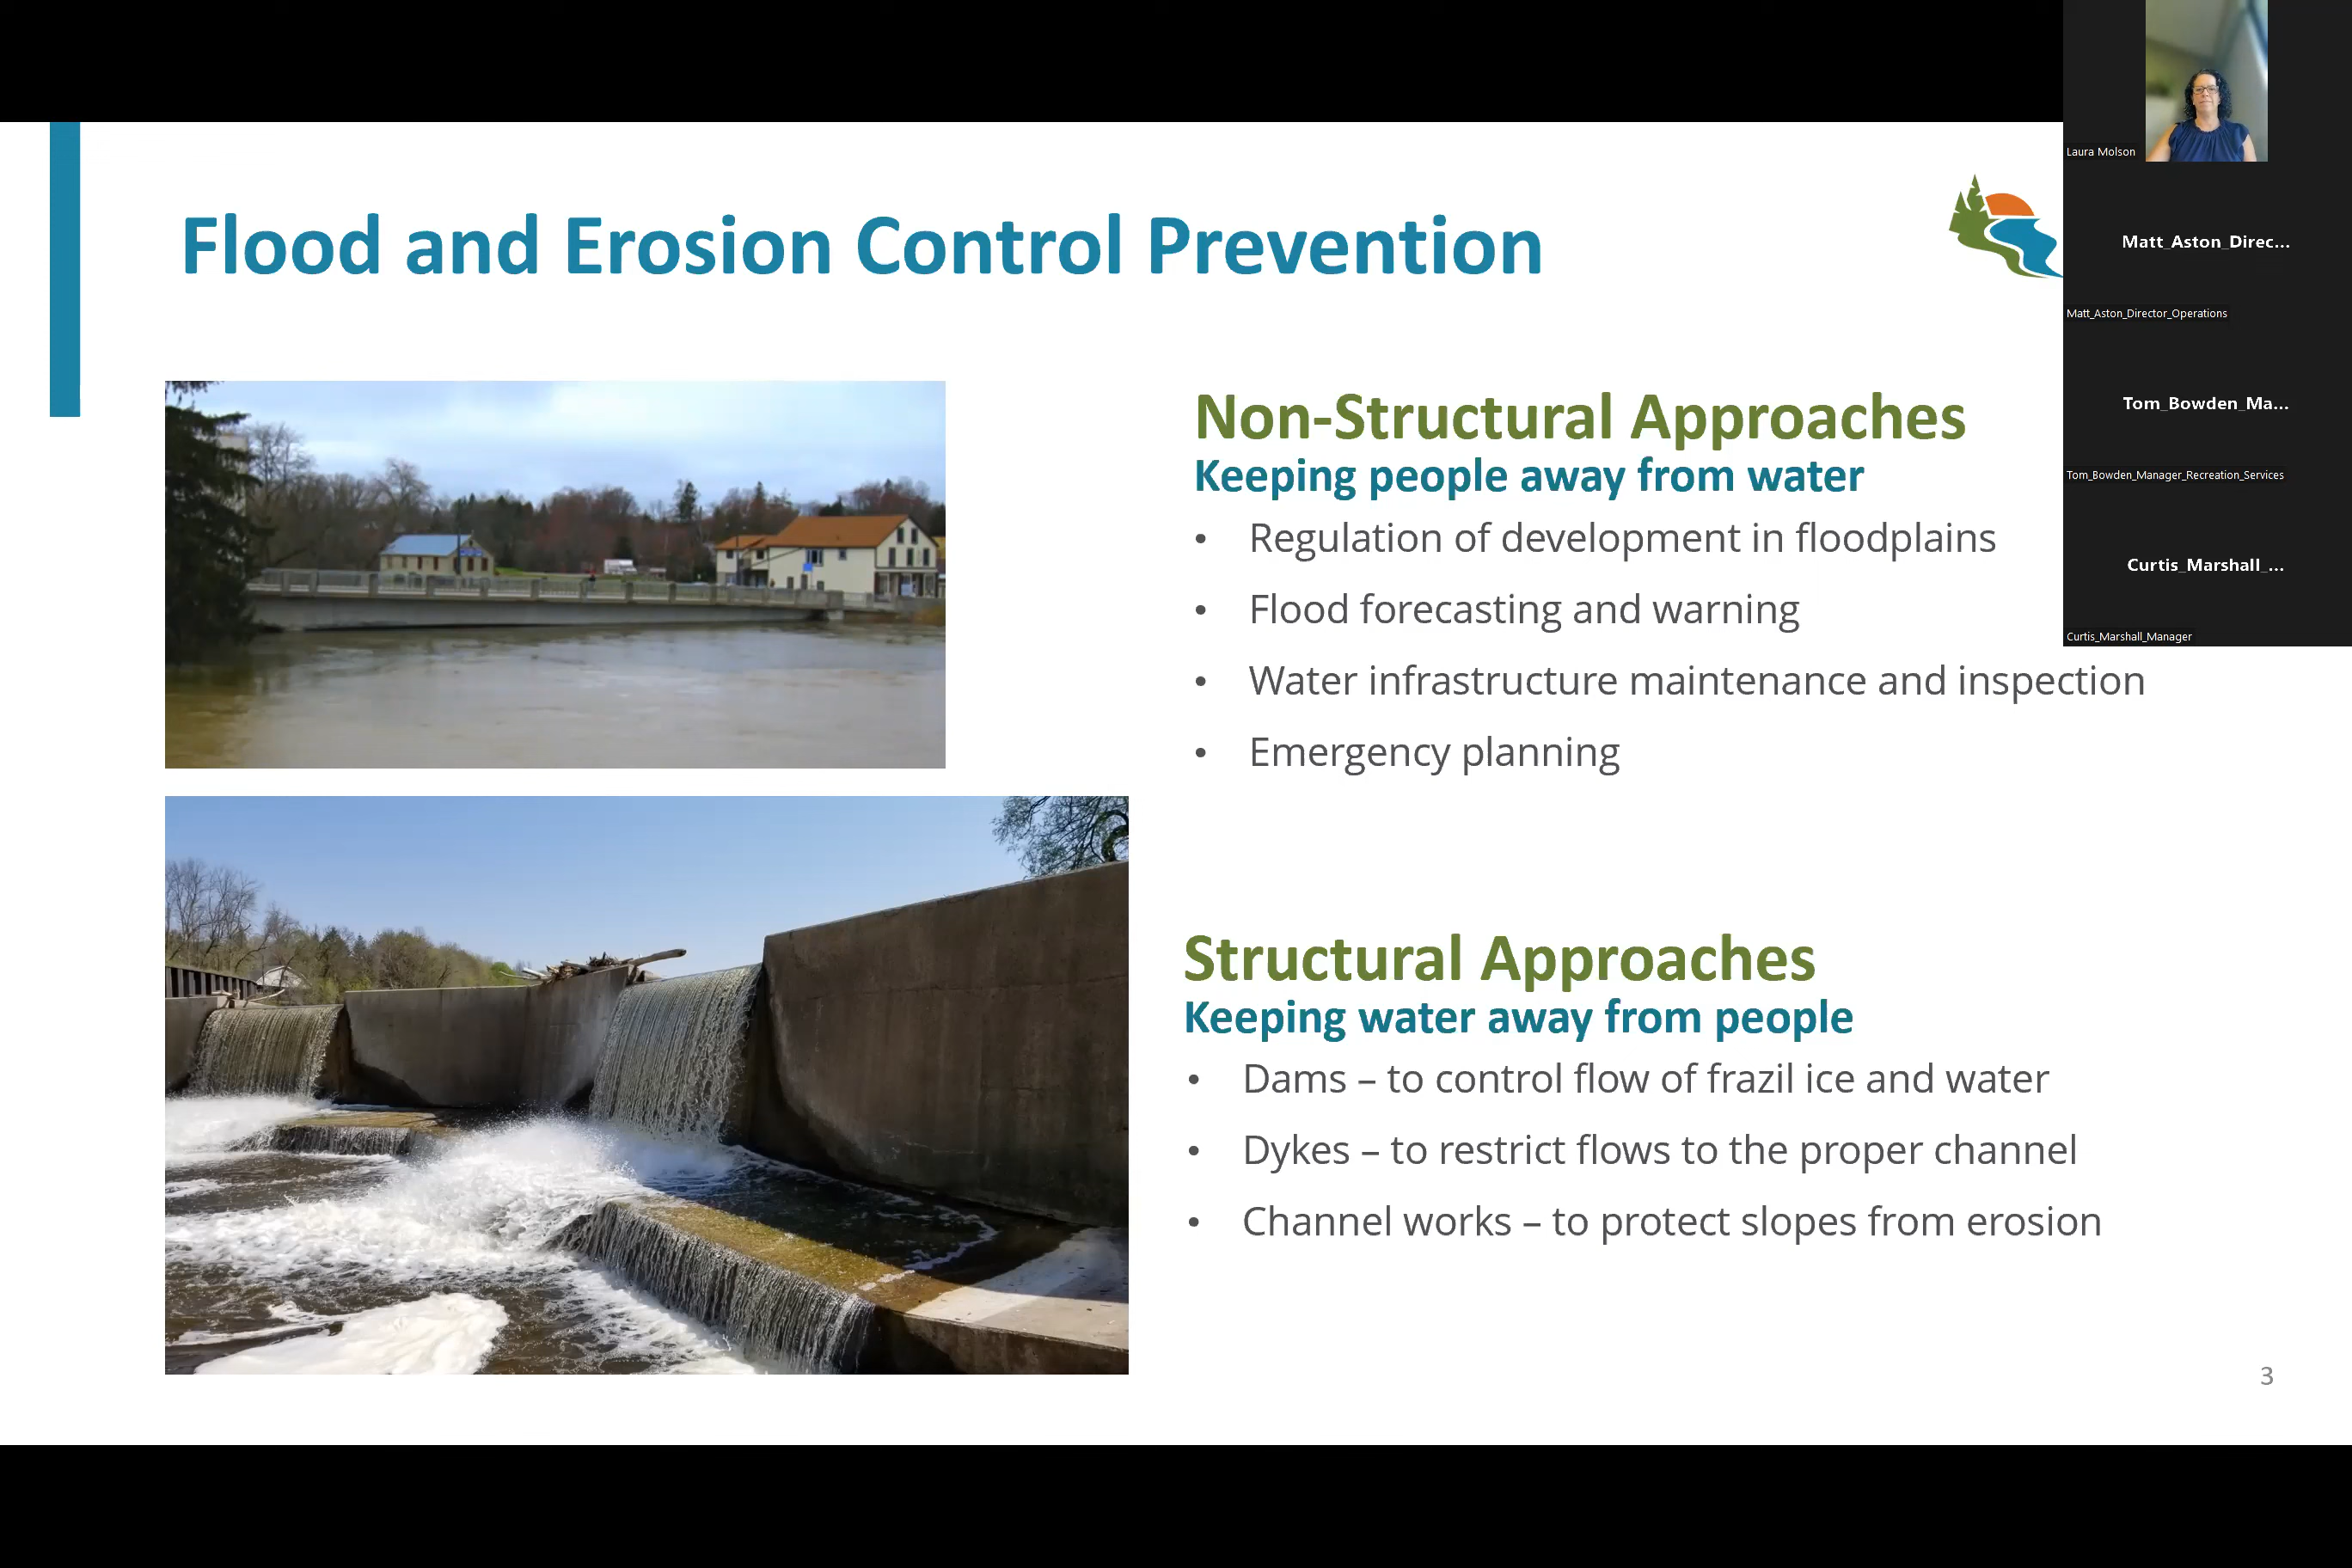 Flood and Erosion Control Prevention
Non-Structural Approaches
Keeping people away from water
• Regulation of development in floodplains
• Flood forecasting and warning
• Water infrastructure maintenance and inspection
• Emergency planning
Structural Approaches
Keeping water away from people
• Dams – to control flow of frazil ice and water
• Dykes – to restrict flows to the proper channel
• Channel works – to protect slopes from erosion
3
Laura Molson
Matt_Aston_Direc...
Matt_Aston_Director_Operations
Tom_Bowden_Ma...
Tom_Bowden_Manager_Recreation_Services
Curtis_Marshall_...
Curtis_Marshall_Manager